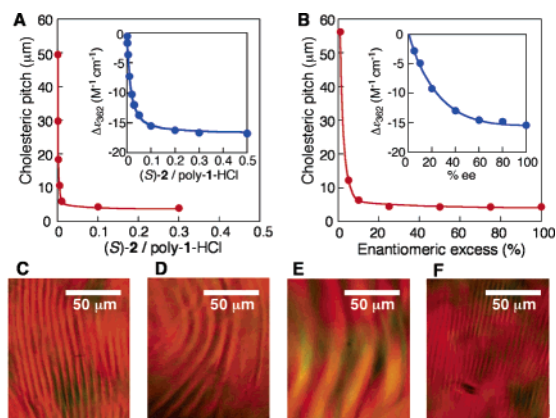 A
B
Cholesteric pitch (μm)
60
50
40
30
20
10
0
0
0.1
0.2
0.3
0.4
0.5
(S)-2 / poly-1-HCl
Δε362 (M-1 cm-1)
0
-5
-10
-15
-20
0
0.1
0.2
0.3
0.4
0.5
(S)-2 / poly-1-HCl
Cholesteric pitch (μm)
60
50
40
30
20
10
0
0
20
40
60
80
100
Enantiomeric excess (%)
Δε362 (M-1 cm-1)
0
-5
-10
-15
-20
0
20
40
60
80
100
% ee
C
D
E
F
50 μm
50 μm
50 μm
50 μm